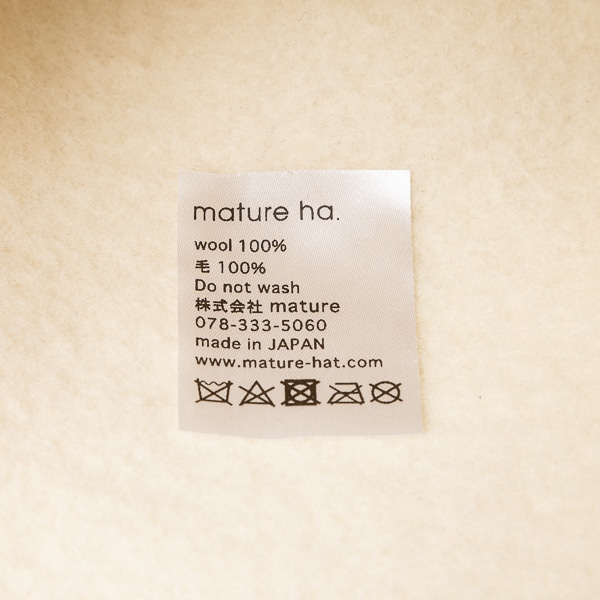 mature ha.
wool 100%
毛 100%
Do not wash
株式会社 mature
078-333-5060
made in JAPAN
www.mature-hat.com